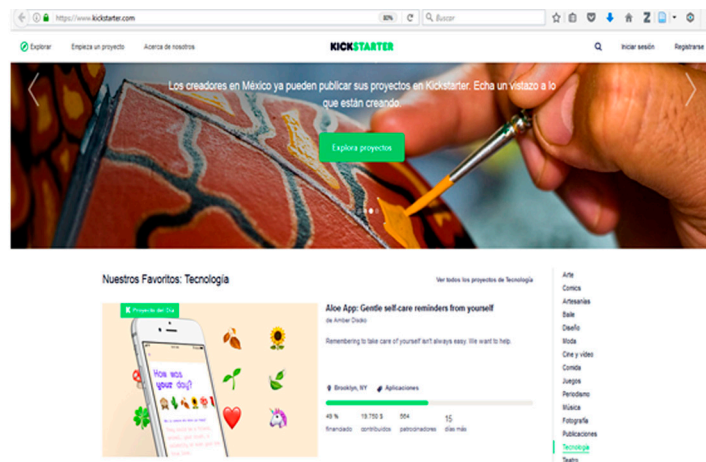 https://www.kickstarter.com
80%
Buscar
Explorar
Empieza un proyecto
Acerca de nosotros
KICKSTARTER
Iniciar sesión
Registrarse
Los creadores en México ya pueden publicar sus proyectos en Kickstarter. Echa un vistazo a lo
que están creando.
Explora proyectos
Nuestros Favoritos: Tecnología
Ver todos los proyectos de Tecnología
Proyecto del Día
How was
your day?
Aloe App: Gentle self-care reminders from yourself
de Amber Disko
Remembering to take care of yourself isn't always easy. We want to help.
Brooklyn, NY
Aplicaciones
49 %
financiado
19.750 $
contribuidos
564
patrocinadores
15
días más
Arte
Comics
Artesanías
Baile
Diseño
Moda
Cine y vídeo
Comida
Juegos
Periodismo
Música
Fotografía
Publicaciones
Tecnología
Teatro